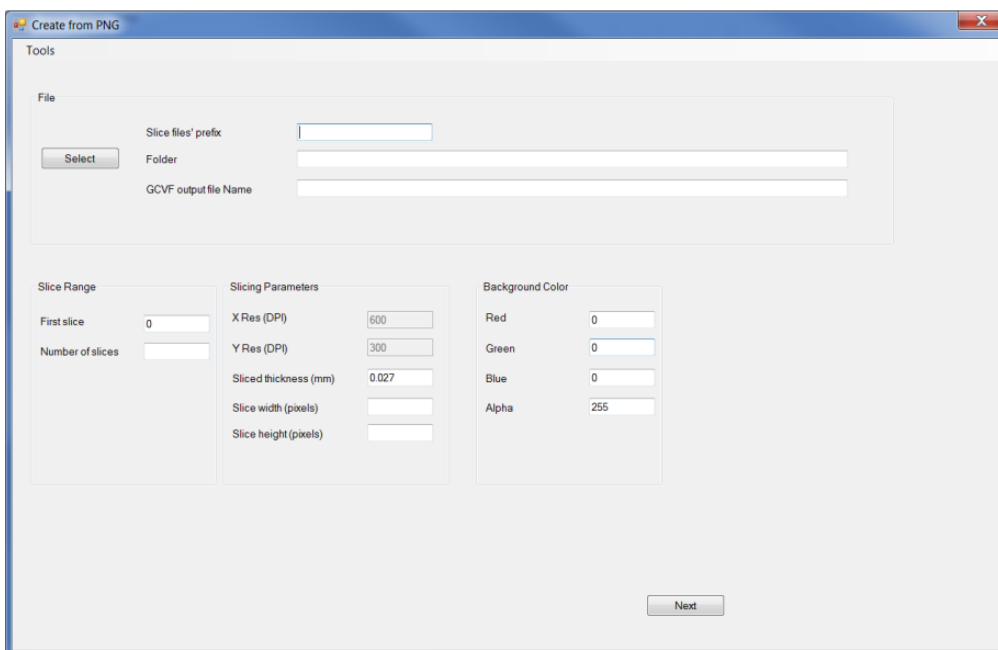 Create from PNG
Tools
File
Slice files' prefix
Select
Folder
GCVF output file Name
Slice Range
First slice 0
Number of slices
Slicing Parameters
X Res (DPI) 600
Y Res (DPI) 300
Sliced thickness (mm) 0.027
Slice width (pixels)
Slice height (pixels)
Background Color
Red 0
Green 0
Blue 0
Alpha 255
Next